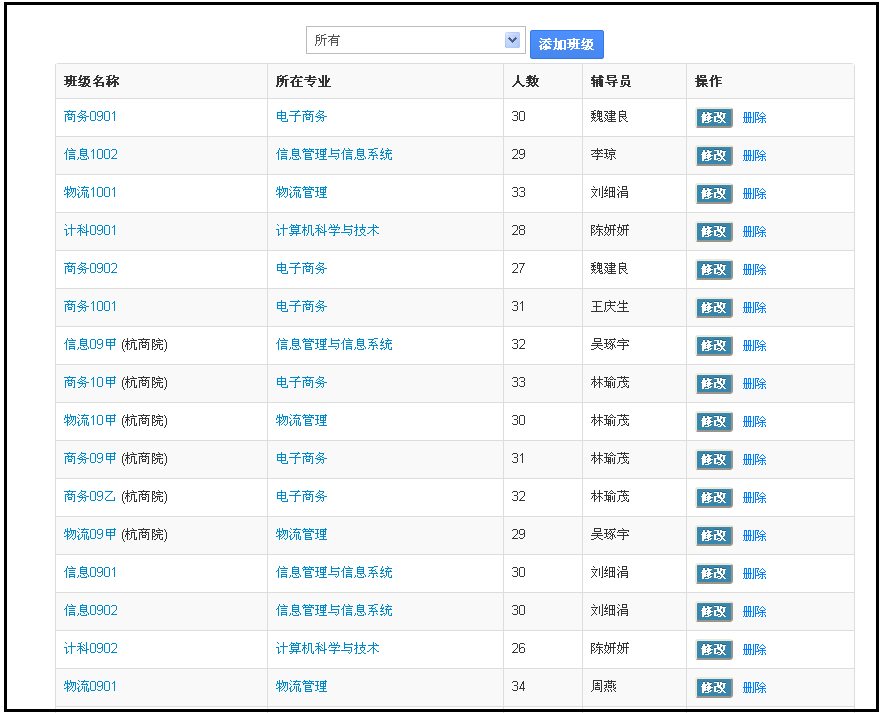 所有 添加班级
班级名称 所在专业 人数 辅导员 操作
商务0901 电子商务 30 魏建良 修改 删除
信息1002 信息管理与信息系统 29 李琼 修改 删除
物流1001 物流管理 33 刘细涓 修改 删除
计科0901 计算机科学与技术 28 陈妍妍 修改 删除
商务0902 电子商务 27 魏建良 修改 删除
商务1001 电子商务 31 王庆生 修改 删除
信息09甲 (杭商院) 信息管理与信息系统 32 吴琢宇 修改 删除
商务10甲 (杭商院) 电子商务 33 林瑜茂 修改 删除
物流10甲 (杭商院) 物流管理 30 林瑜茂 修改 删除
商务09甲 (杭商院) 电子商务 31 林瑜茂 修改 删除
商务09乙 (杭商院) 电子商务 32 林瑜茂 修改 删除
物流09甲 (杭商院) 物流管理 29 吴琢宇 修改 删除
信息0901 信息管理与信息系统 30 刘细涓 修改 删除
信息0902 信息管理与信息系统 30 刘细涓 修改 删除
计科0902 计算机科学与技术 26 陈妍妍 修改 删除
物流0901 物流管理 34 周燕 修改 删除